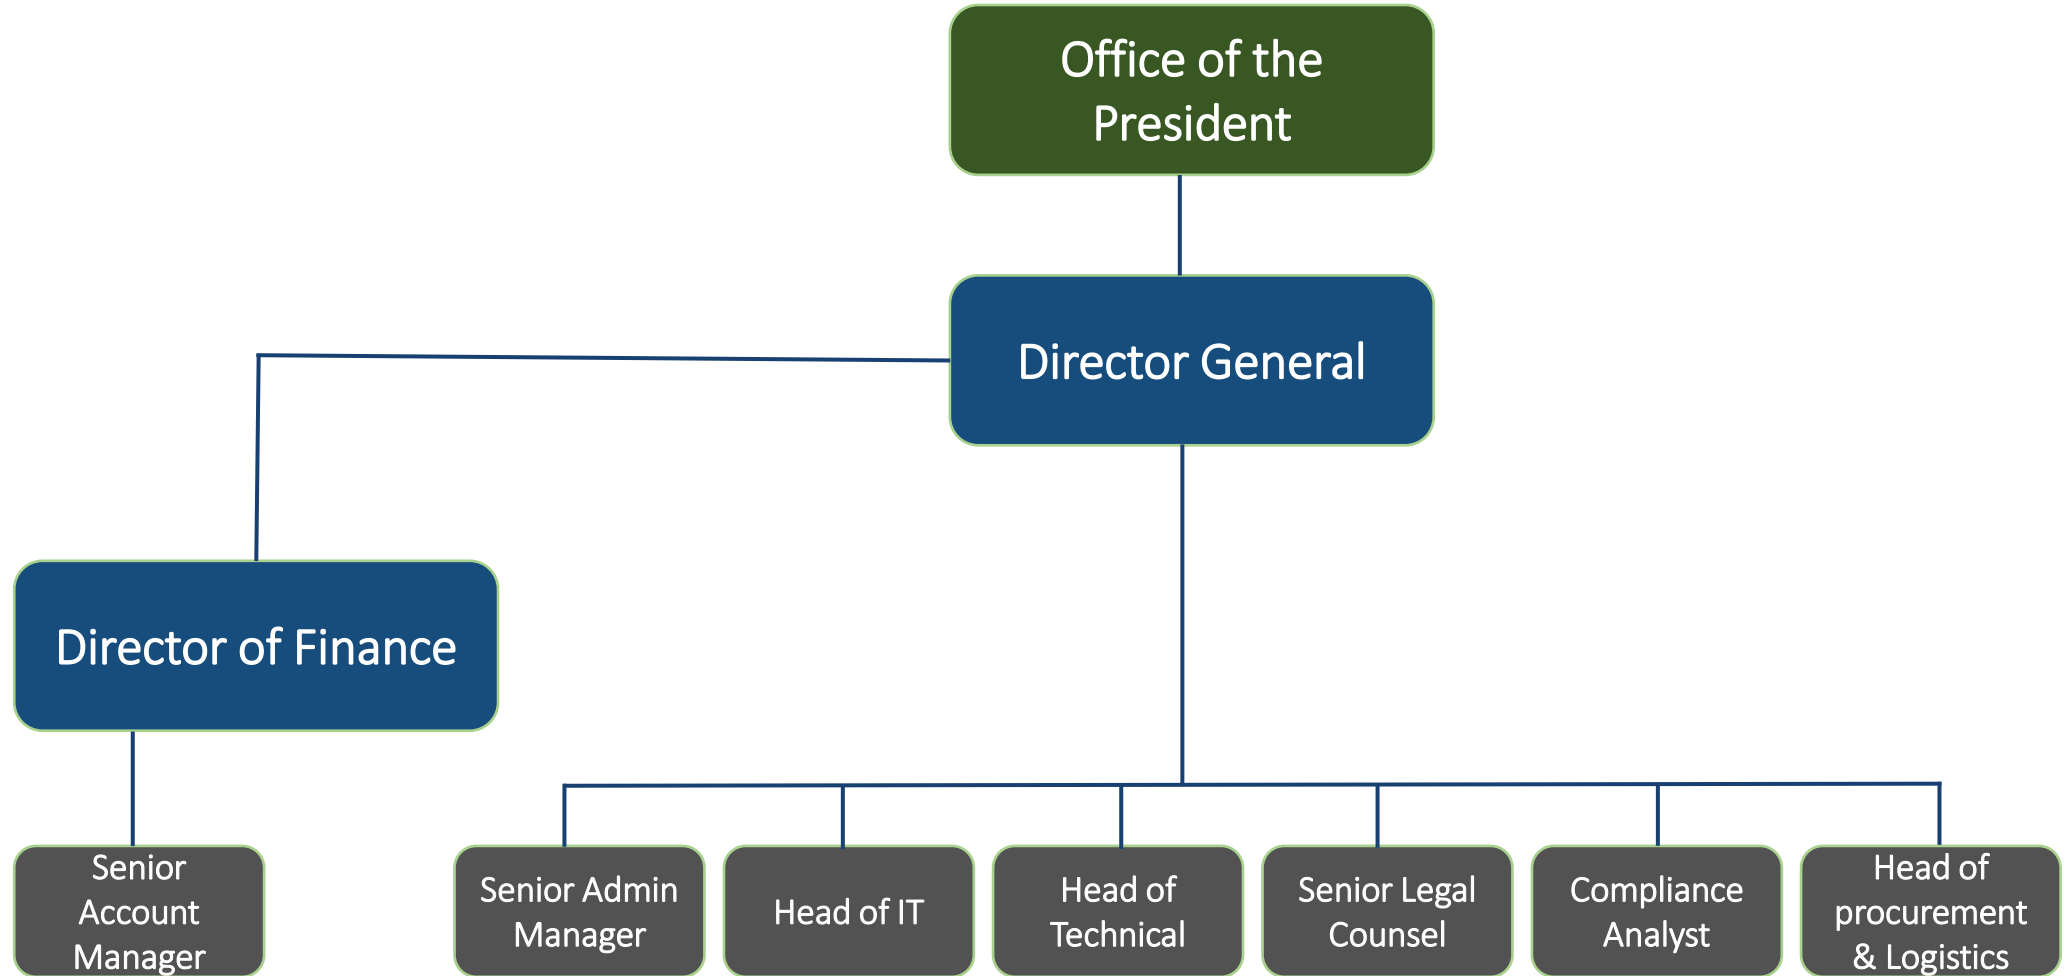 Office of the
President
Director General
Director of Finance
Senior
Account
Manager
Senior Admin
Manager
Head of IT
Head of
Technical
Senior Legal
Counsel
Compliance
Analyst
Head of
procurement
& Logistics